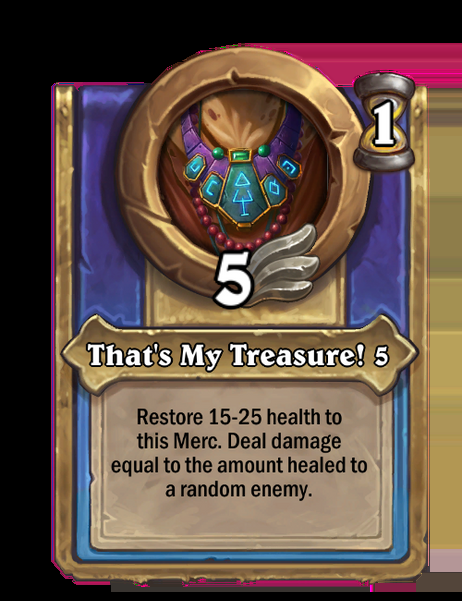 1
5
That's My Treasure! 5
Restore 15-25 health to
this Merc. Deal damage
equal to the amount healed to
a random enemy.